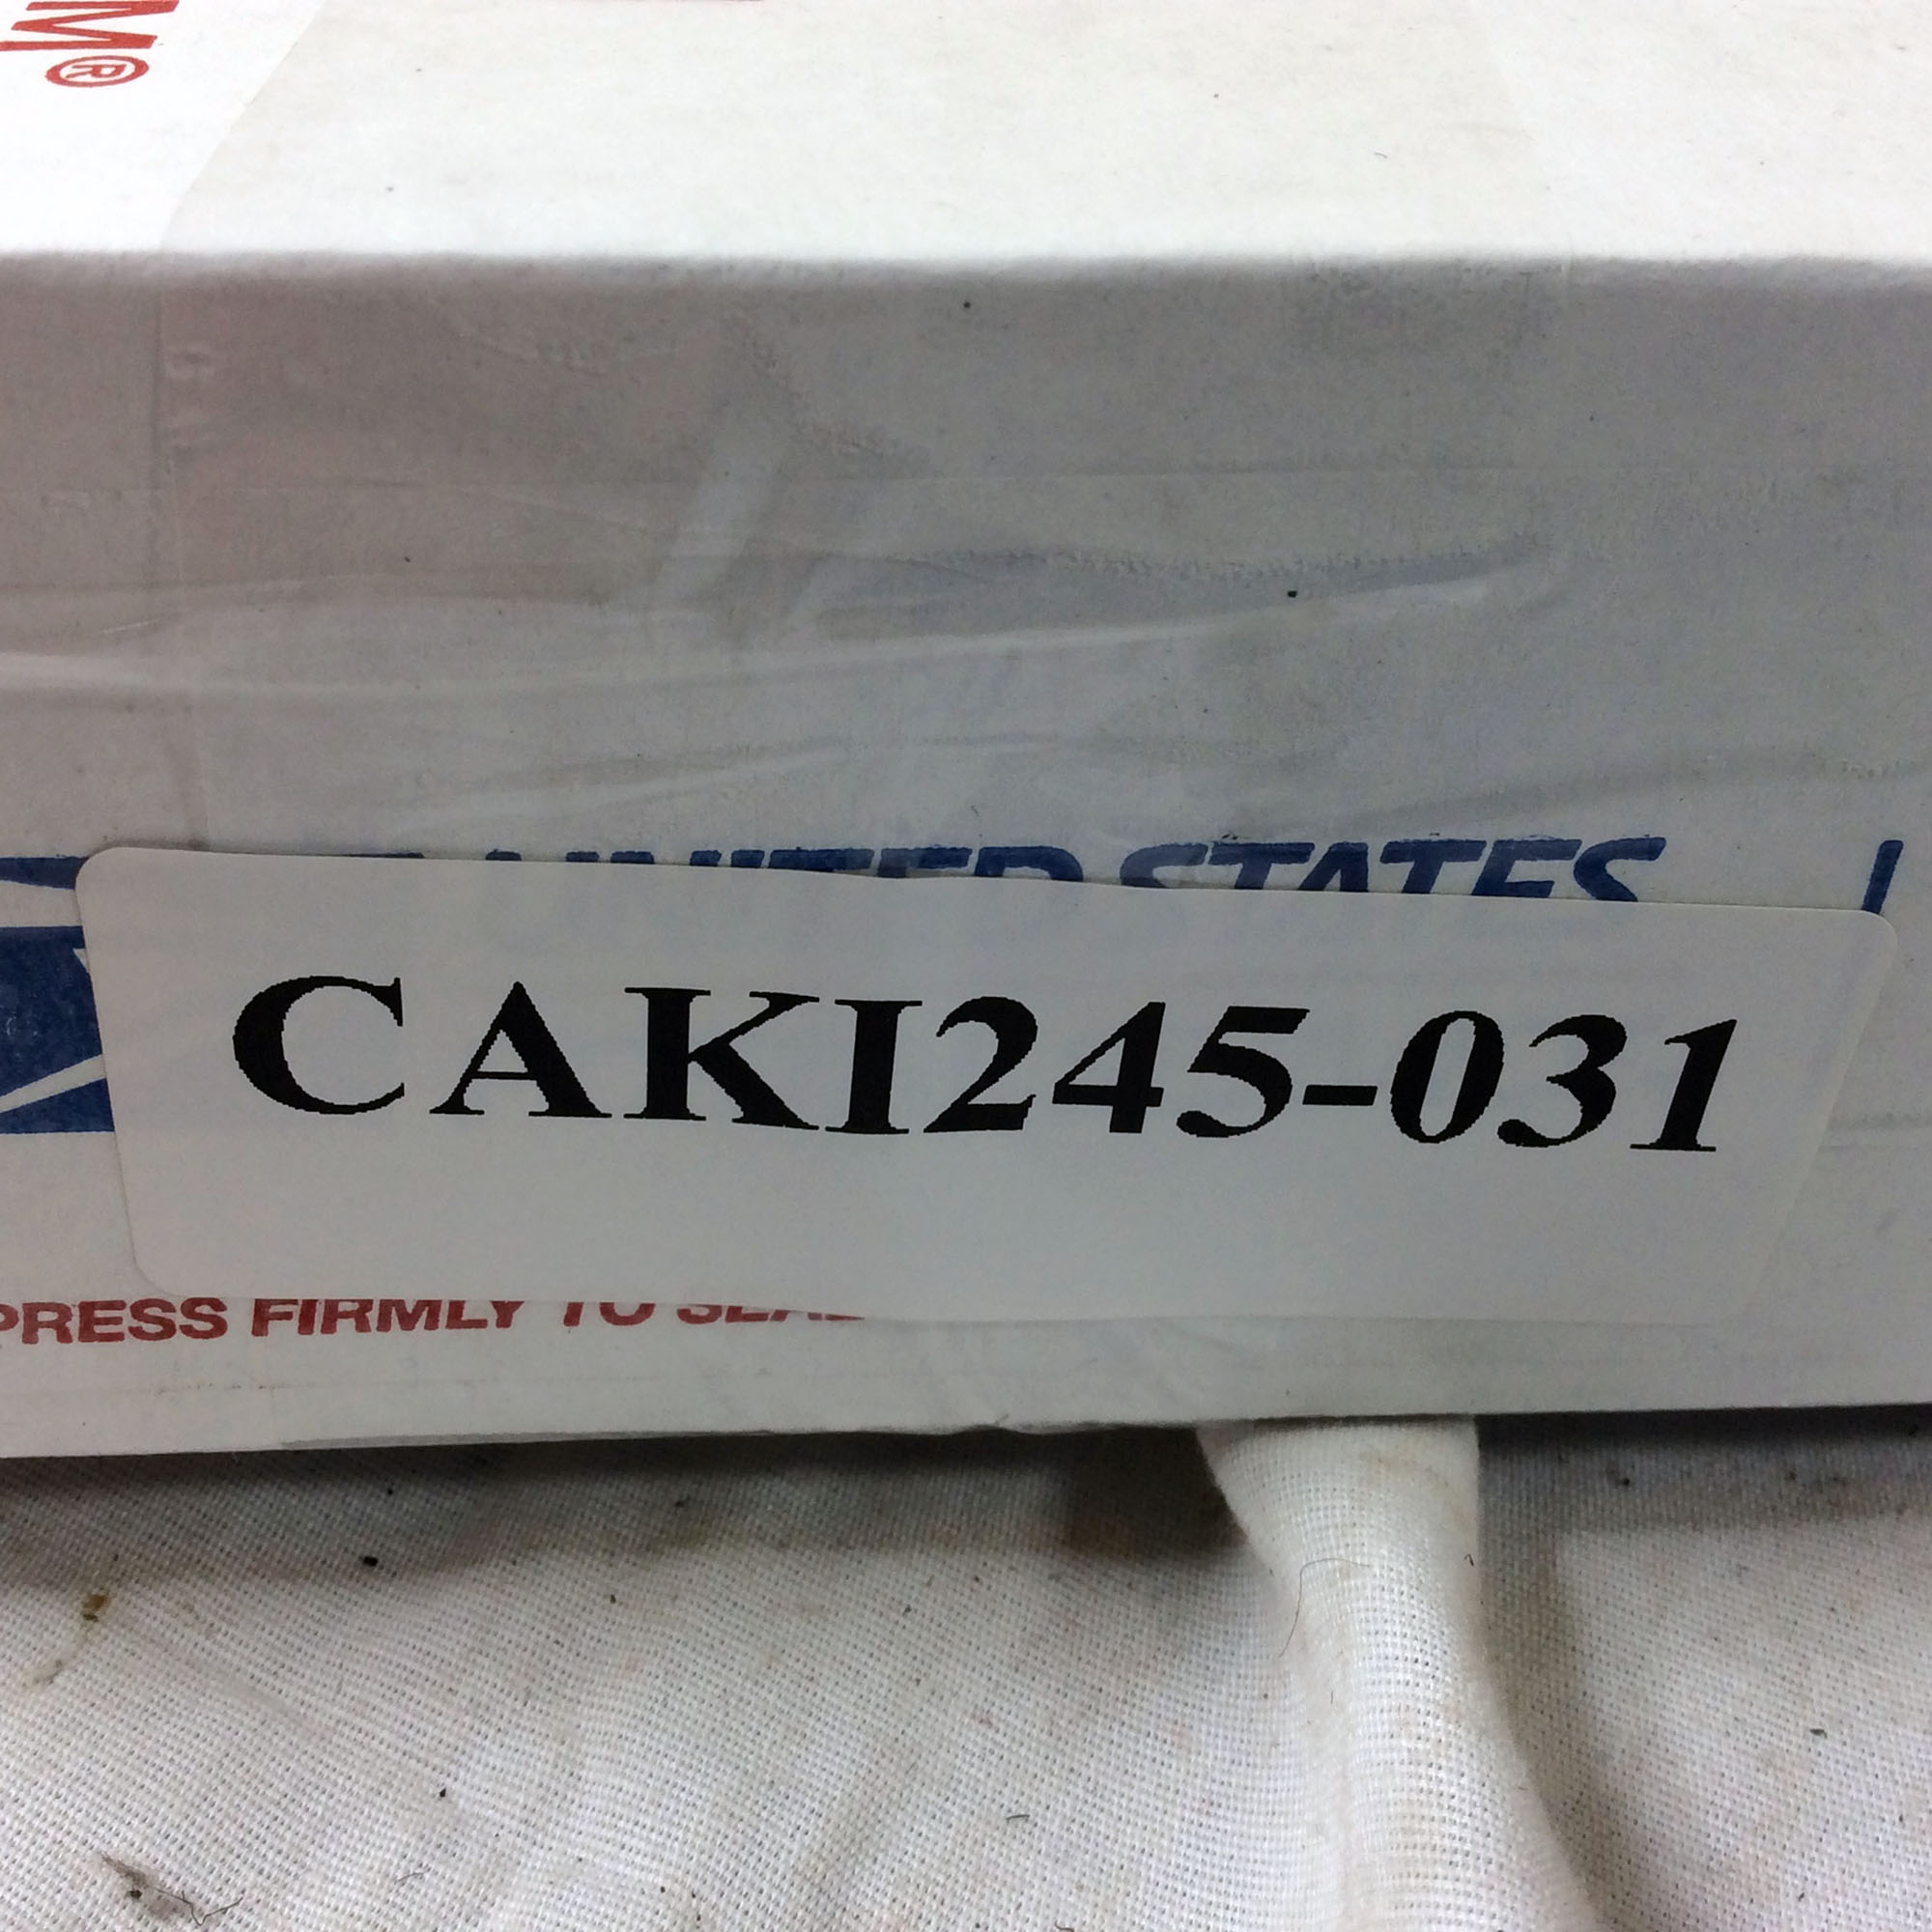 M®
UNITED STATES
CAKI245-031
PRESS FIRMLY TO SEAL